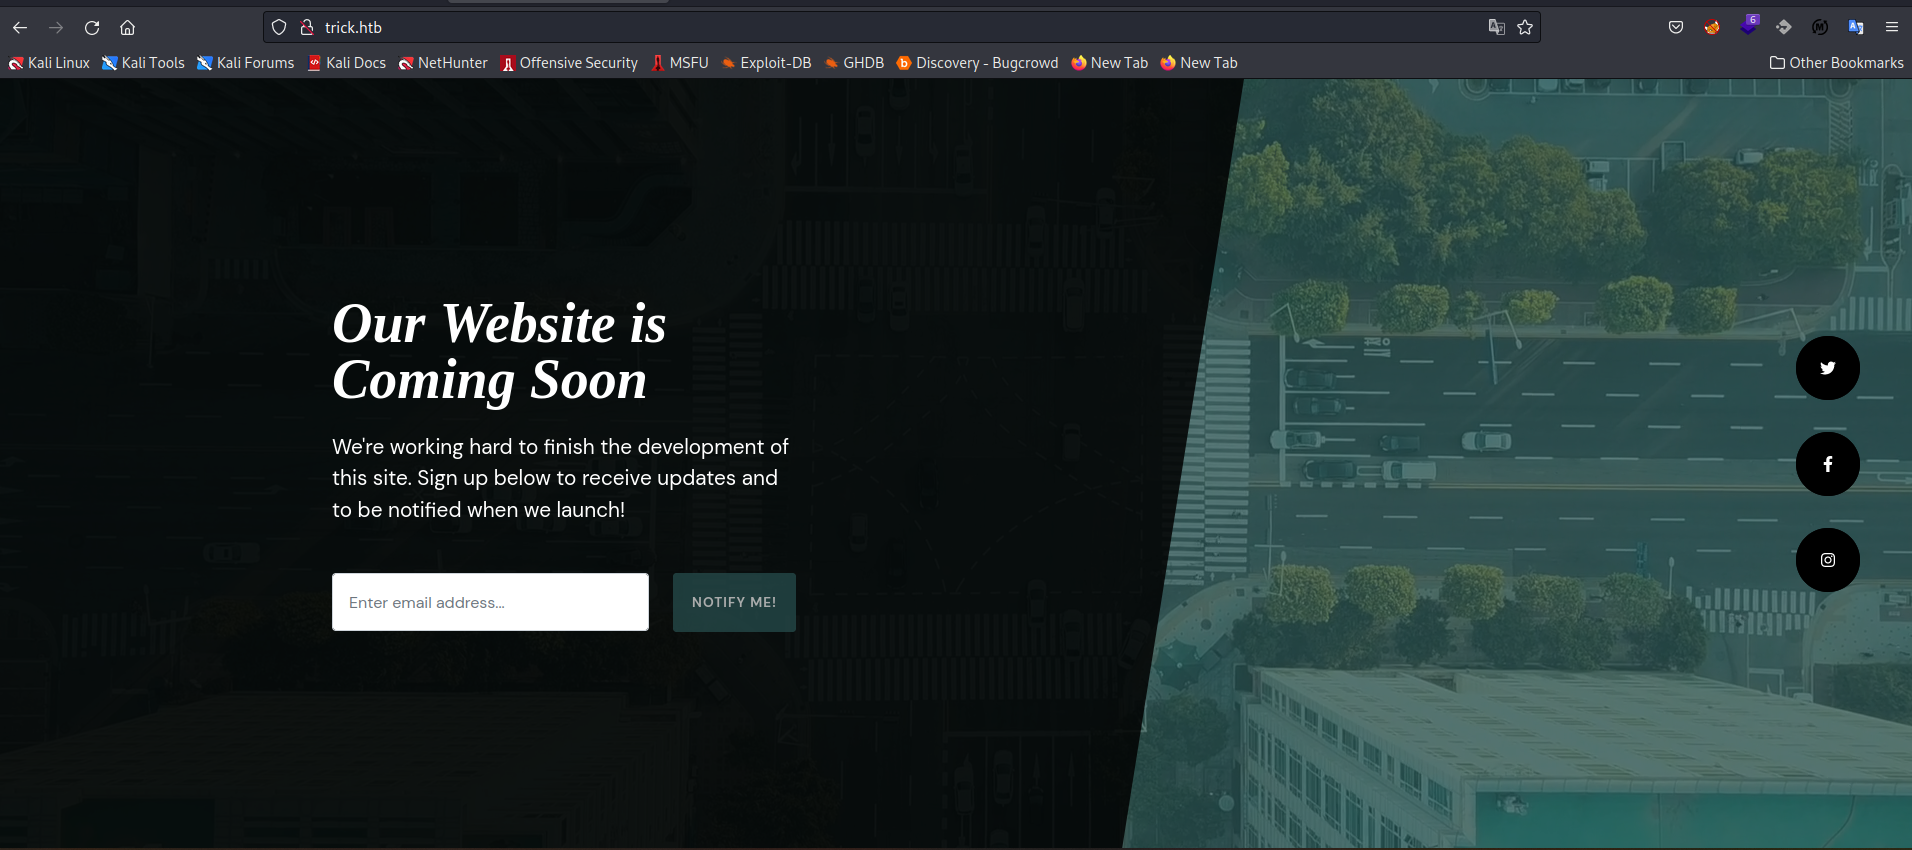 trick.htb
6
Kali Linux Kali Tools Kali Forums Kali Docs NetHunter Offensive Security MSFU Exploit-DB GHDB Discovery - Bugcrowd New Tab New Tab Other Bookmarks
Our Website is
Coming Soon
We're working hard to finish the development of
this site. Sign up below to receive updates and
to be notified when we launch!
Enter email address... NOTIFY ME!